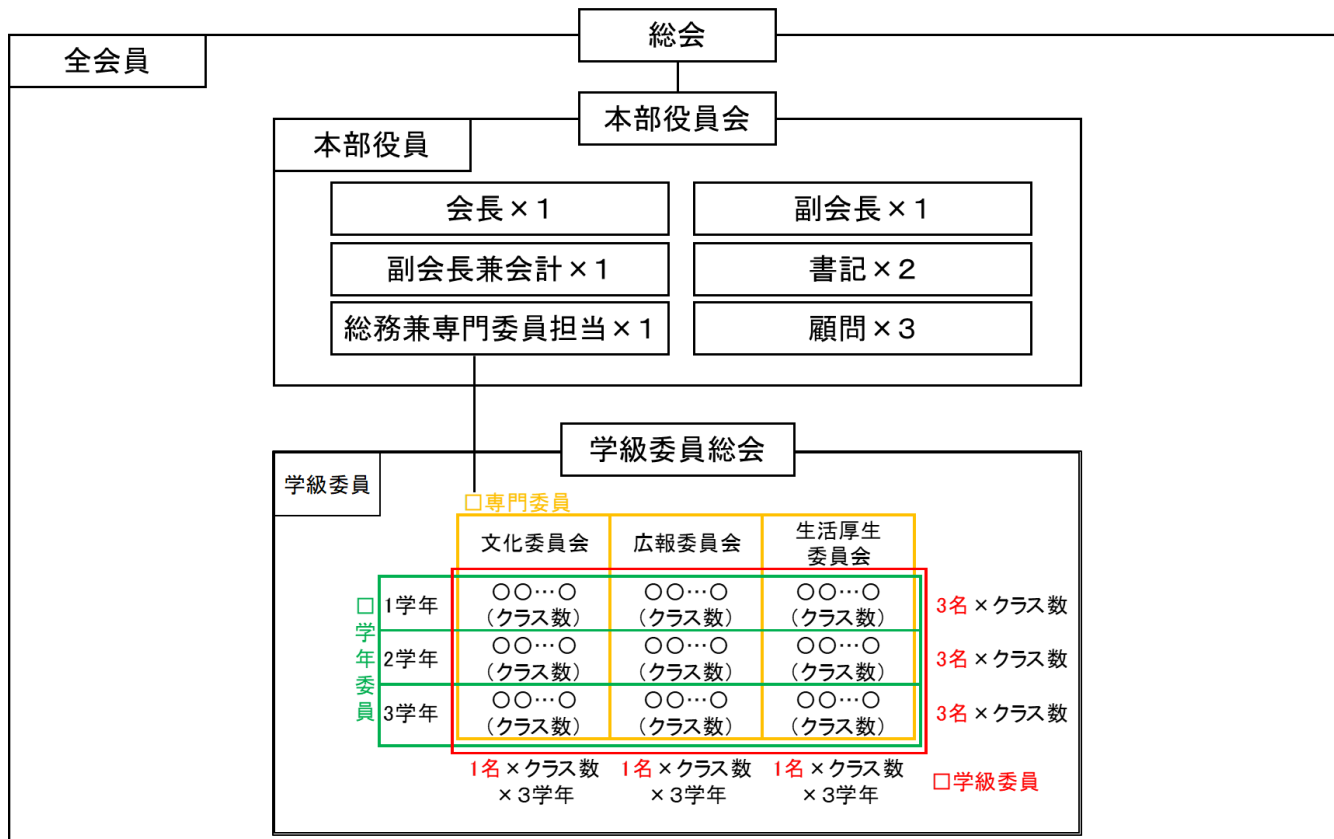 総会
全会員
本部役員会
本部役員
会長×1
副会長×1
副会長兼会計×1
書記×2
総務兼専門委員担当×1
顧問×3
学級委員総会
学級委員
□専門委員
文化委員会
広報委員会
生活厚生
委員会
□学年委員
1学年
〇〇…〇
(クラス数)
〇〇…〇
(クラス数)
〇〇…〇
(クラス数)
3名×クラス数
2学年
〇〇…〇
(クラス数)
〇〇…〇
(クラス数)
〇〇…〇
(クラス数)
3名×クラス数
3学年
〇〇…〇
(クラス数)
〇〇…〇
(クラス数)
〇〇…〇
(クラス数)
3名×クラス数
1名×クラス数
×3学年
1名×クラス数
×3学年
1名×クラス数
×3学年
□学級委員